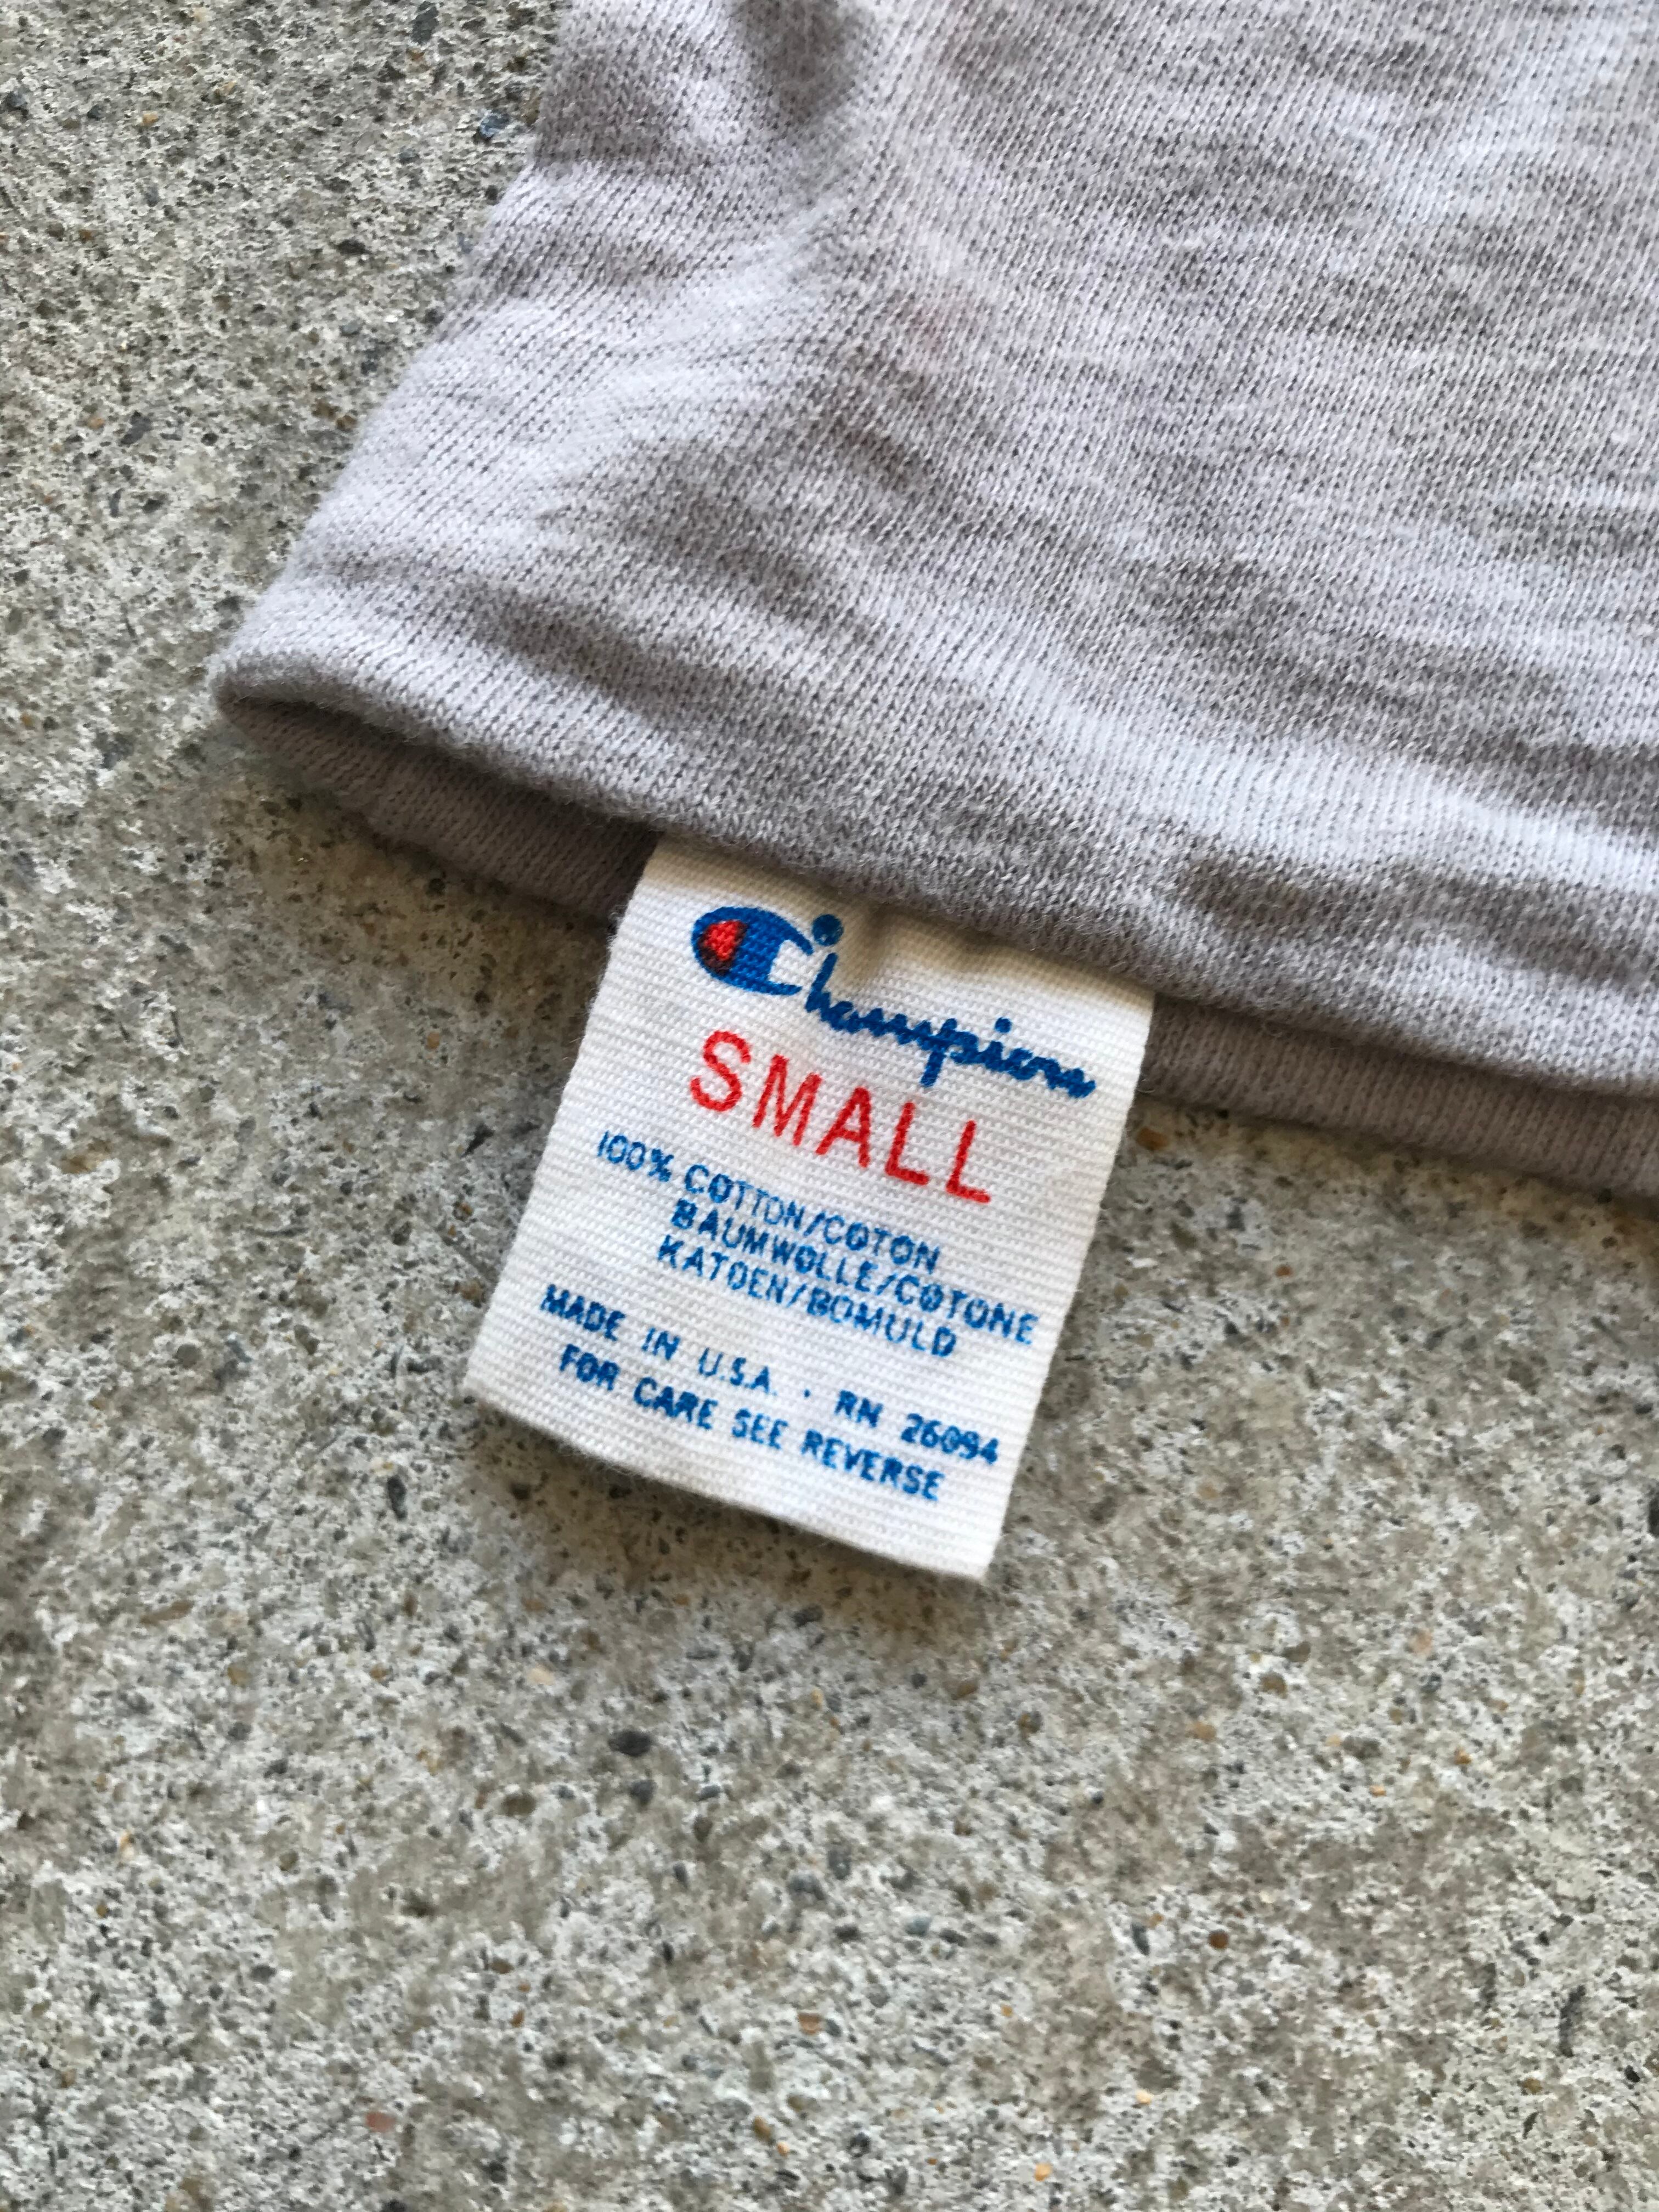 Champion
SMALL
100% COTTON/COTON
BAUMWOLLE/COTONE
KATOEN/BOMULD
MADE IN U.S.A. · RN 26094
FOR CARE SEE REVERSE